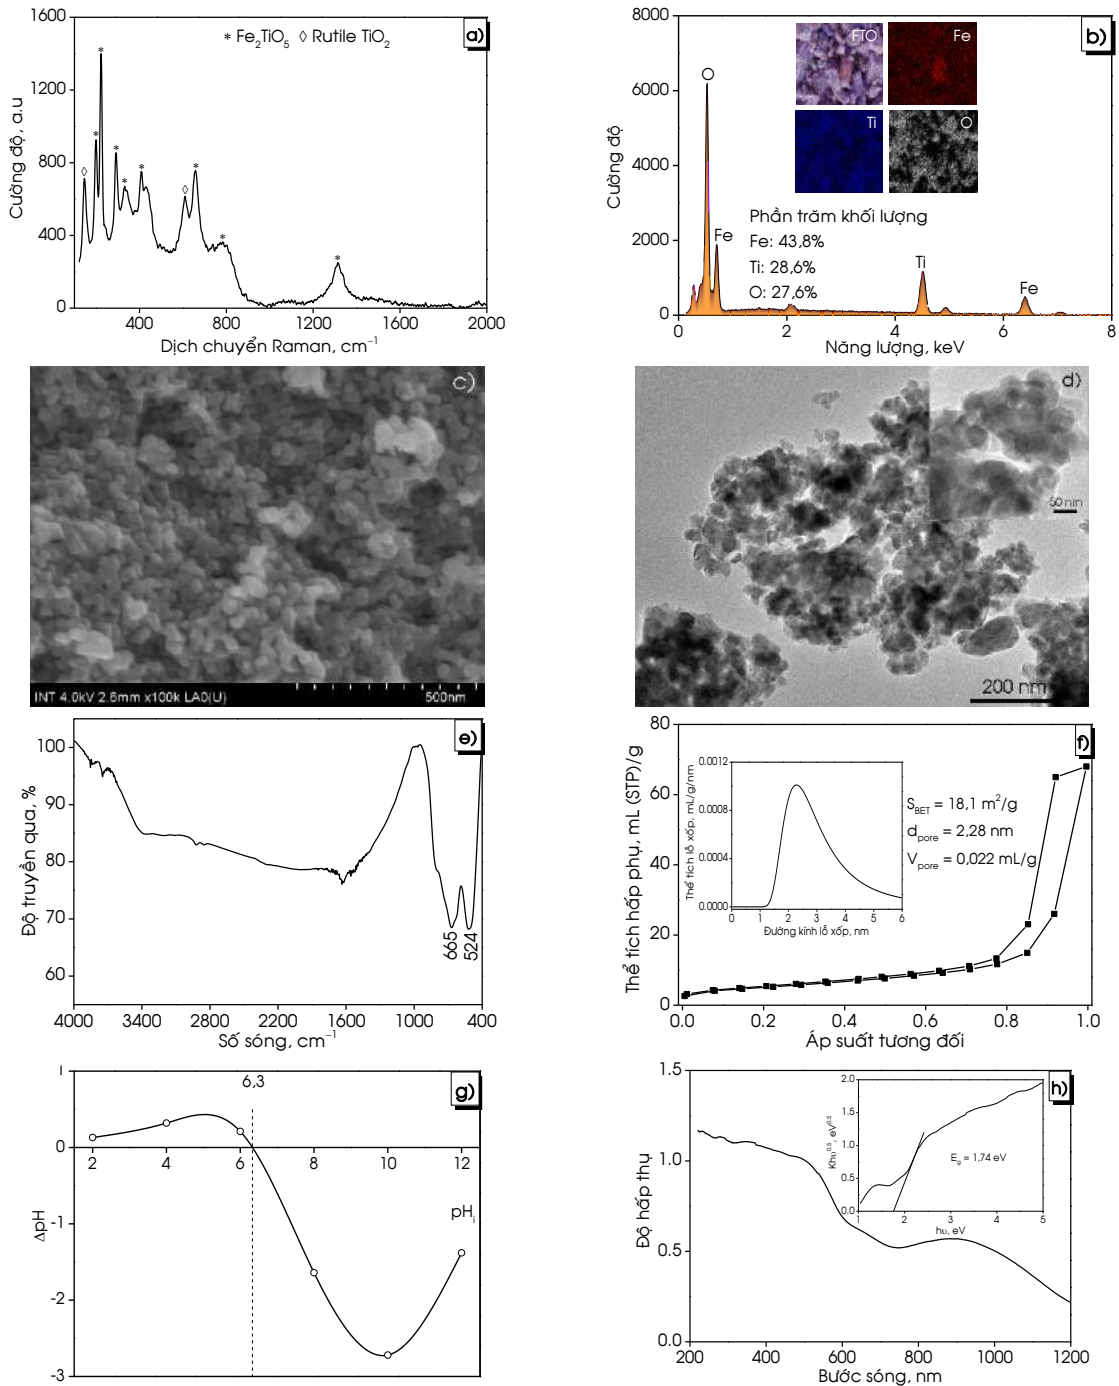 a)
* Fe₂TiO₅ ◊ Rutile TiO₂
Cường độ, a.u
1600
1200
800
400
0
400 800 1200 1600 2000
Dịch chuyển Raman, cm⁻¹
b)
Cường độ
8000
6000
4000
2000
0
O
FTO Fe
Ti O
Phần trăm khối lượng
Fe: 43,8%
Ti: 28,6%
O: 27,6%
Fe
Ti
Fe
0 2 4 6 8
Năng lượng, keV
c)
INT 4.0kV 2.6mm x100k LA0(U) 500nm
d)
50 nm
200 nm
e)
Độ truyền qua, %
100
90
80
70
60
665
524
4000 3400 2800 2200 1600 1000 400
Số sóng, cm⁻¹
f)
Thể tích hấp phụ, mL (STP)/g
80
60
40
20
0
Thể tích lỗ xốp, mL/g/nm
0.0012
0.0008
0.0004
0.0000
0 1 2 3 4 5 6
Đường kính lỗ xốp, nm
S_BET = 18,1 m²/g
d_pore = 2,28 nm
V_pore = 0,022 mL/g
0.0 0.2 0.4 0.6 0.8 1.0
Áp suất tương đối
g)
6,3
ΔpH
1
0
-1
-2
-3
2 4 6 8 10 12
pHᵢ
h)
Độ hấp thụ
1.5
1.0
0.5
0.0
Khυ⁰·⁵, eV⁰·⁵
2.0
1.5
1.0
0.5
0.0
E_g = 1,74 eV
1 2 3 4 5
hυ, eV
200 400 600 800 1000 1200
Bước sóng, nm